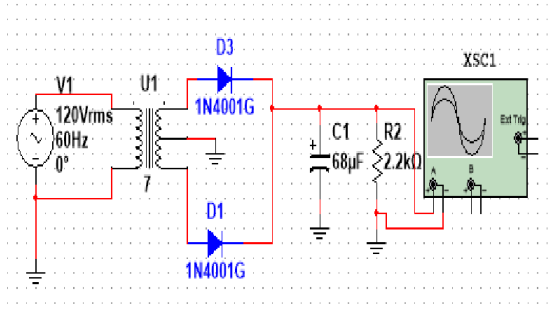 D3
XSC1
V1
U1
1N4001G
120Vrms
60Hz
0°
Ext Trig
+
C1
R2
+
68µF
2.2kΩ
A
B
7
D1
1N4001G